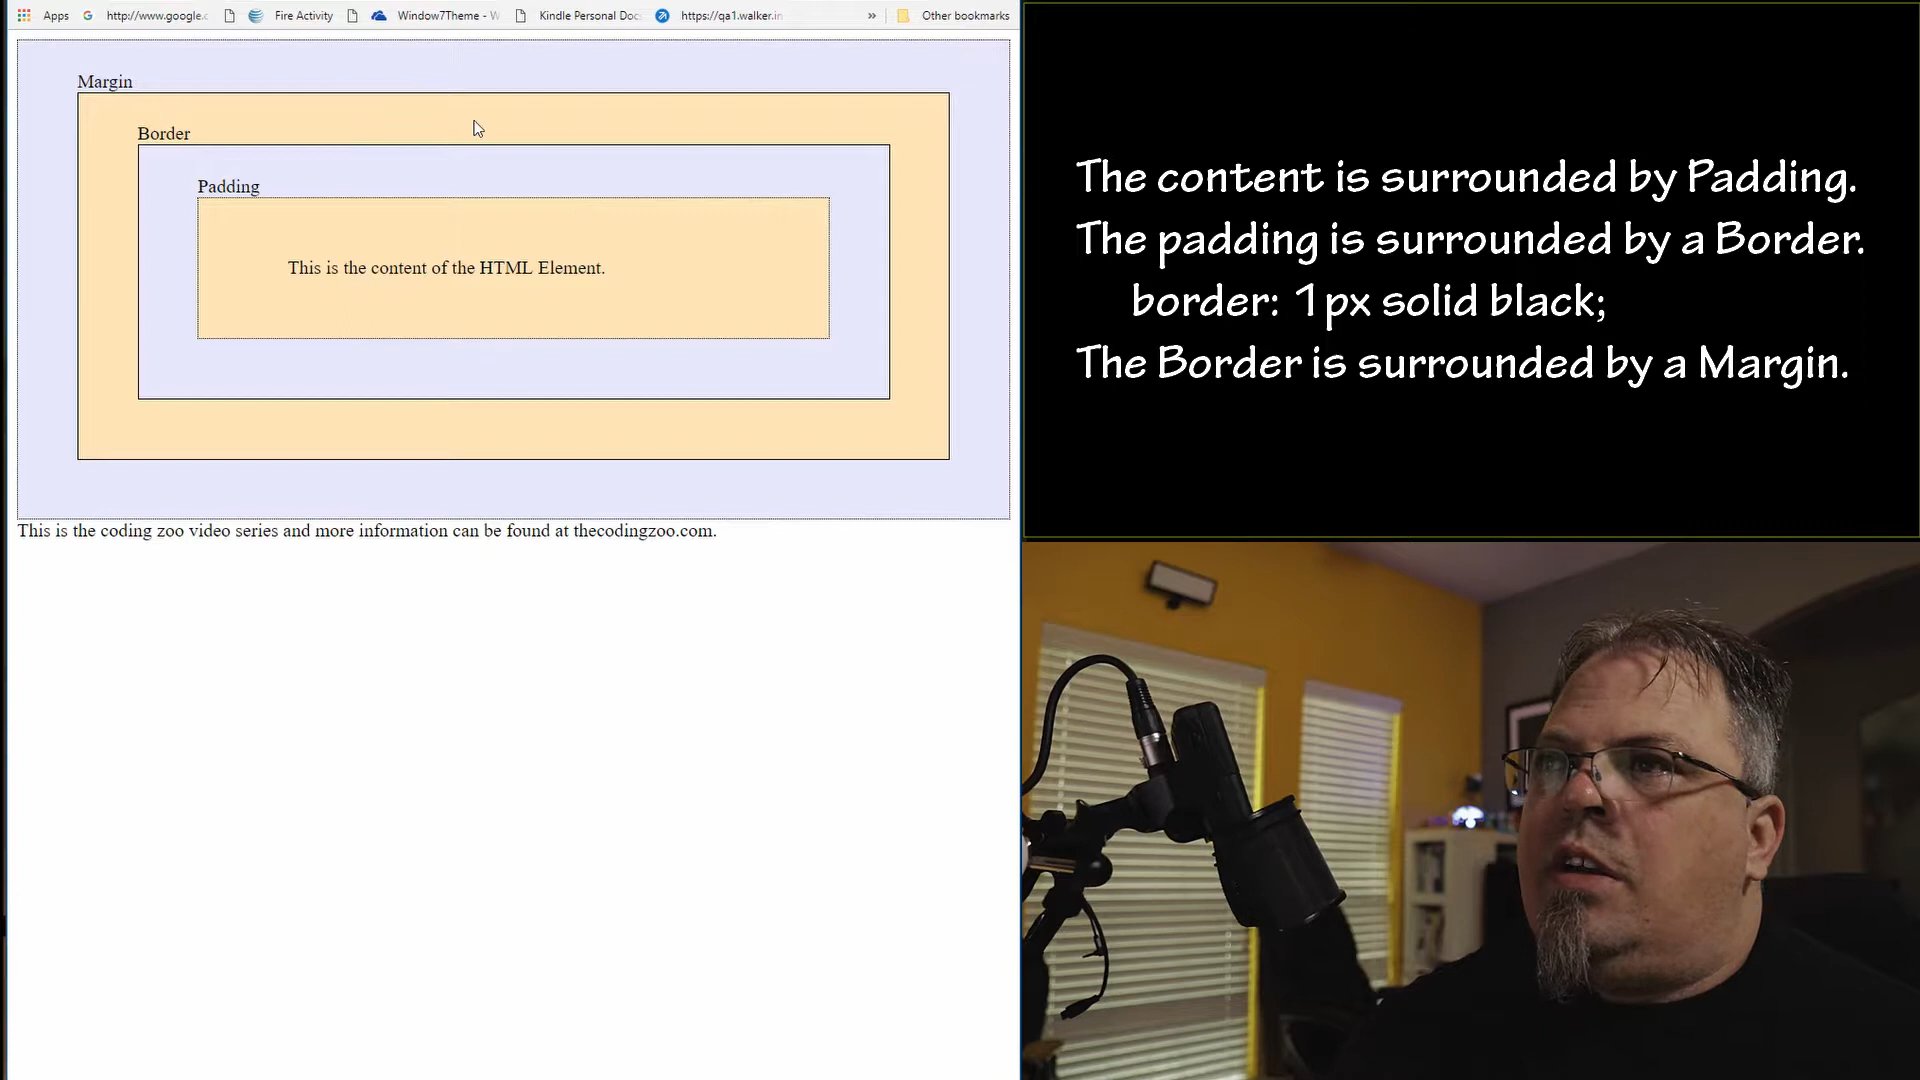 Apps http://www.google.c Fire Activity Window7Theme - W Kindle Personal Doc https://qa1.walker.in » Other bookmarks
Margin
Border
Padding
This is the content of the HTML Element.
This is the coding zoo video series and more information can be found at thecodingzoo.com.
The content is surrounded by Padding.
The padding is surrounded by a Border.
border: 1px solid black;
The Border is surrounded by a Margin.